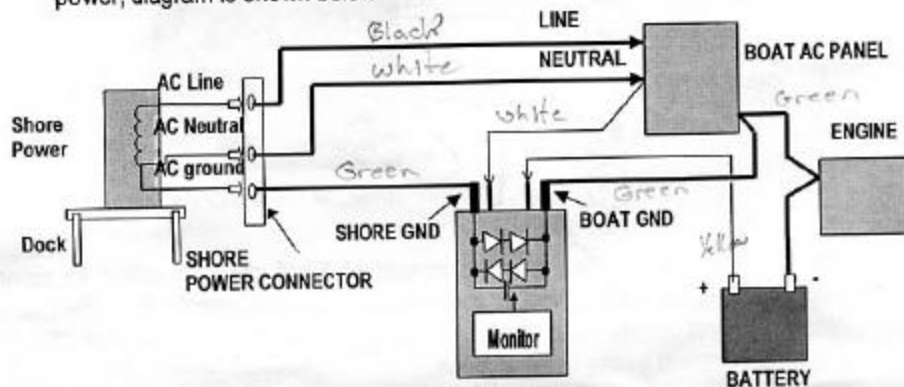 power, diagram is shown below
LINE
Black?
BOAT AC PANEL
NEUTRAL
White
AC Line
Green
white
ENGINE
Shore
Power
AC Neutral
AC ground
Green
Green
SHORE GND
BOAT GND
Dock
SHORE
POWER CONNECTOR
Yellow
+
-
Monitor
BATTERY